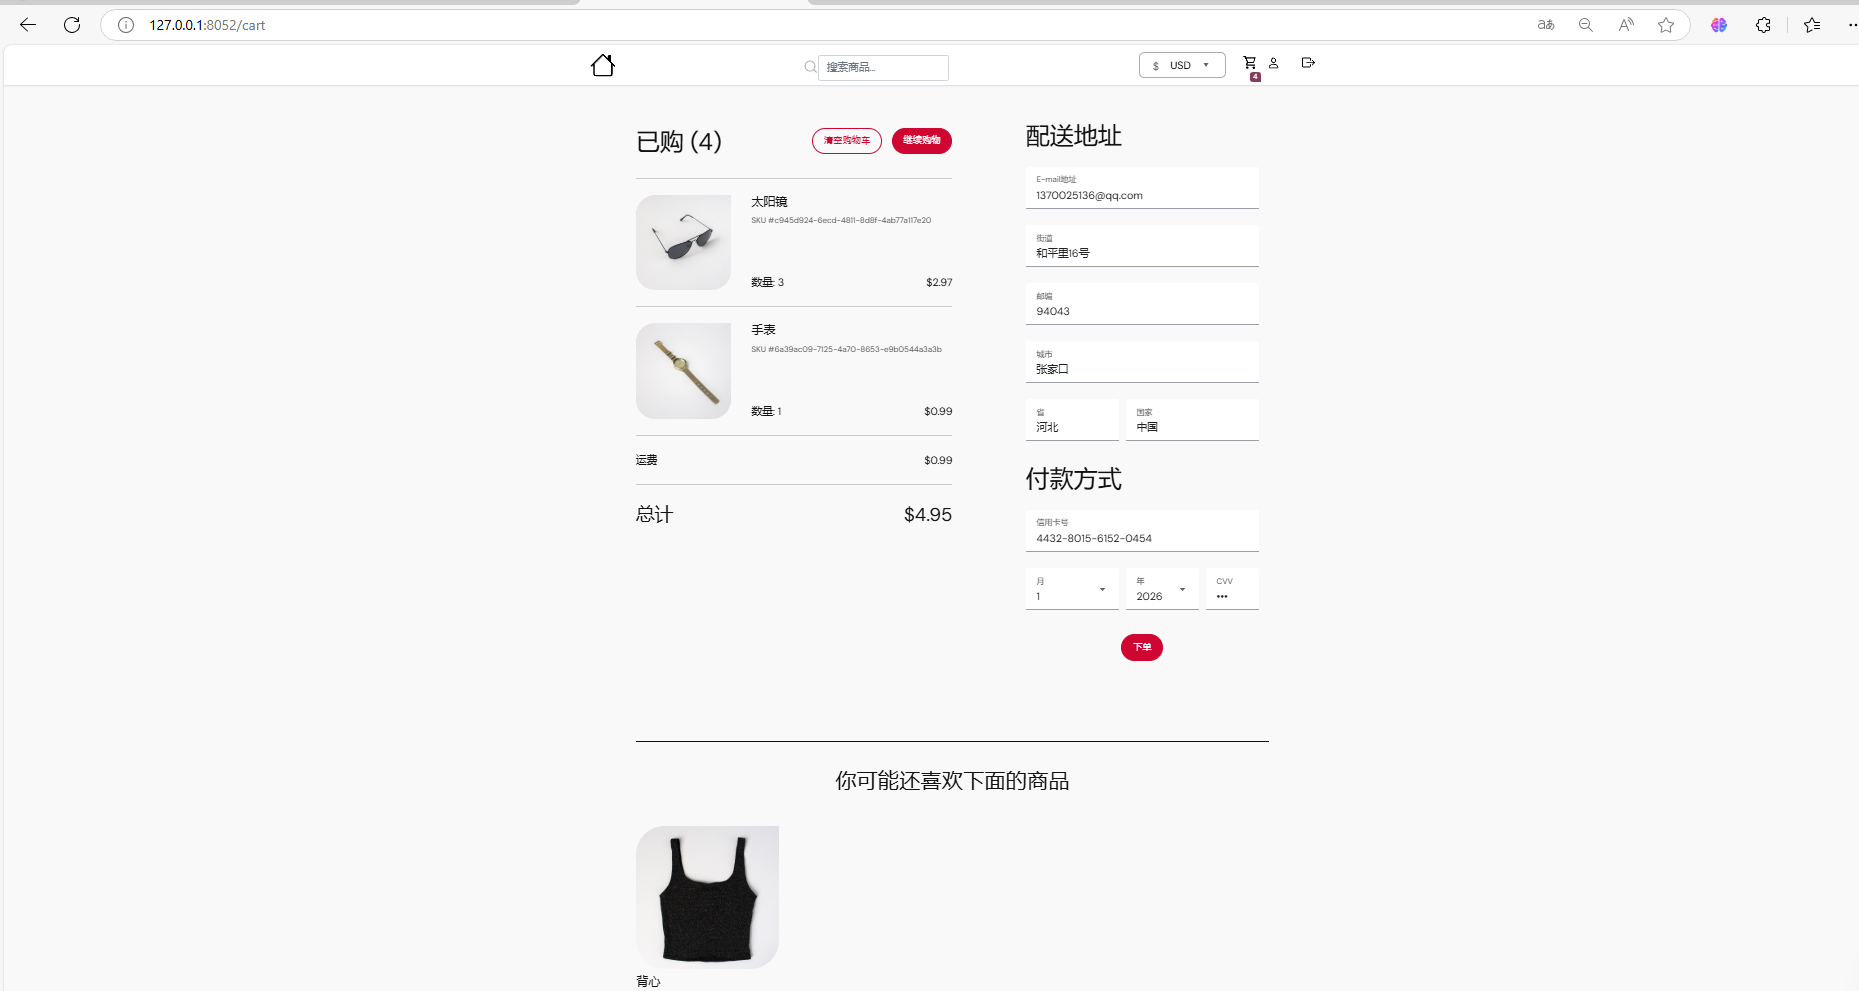 127.0.0.1:8052/cart
搜索商品...
$ USD
4
已购 (4)
清空购物车
继续购物
太阳镜
SKU #c945d924-6ecd-4811-8d8f-4ab77a117e20
数量: 3
$2.97
手表
SKU #6a39ac09-7125-4a70-8653-e9b0544a3a3b
数量: 1
$0.99
运费
$0.99
总计
$4.95
配送地址
E-mail地址
1370025136@qq.com
街道
和平里16号
邮编
94043
城市
张家口
省
河北
国家
中国
付款方式
信用卡号
4432-8015-6152-0454
月
1
年
2026
CVV
•••
下单
你可能还喜欢下面的商品
背心